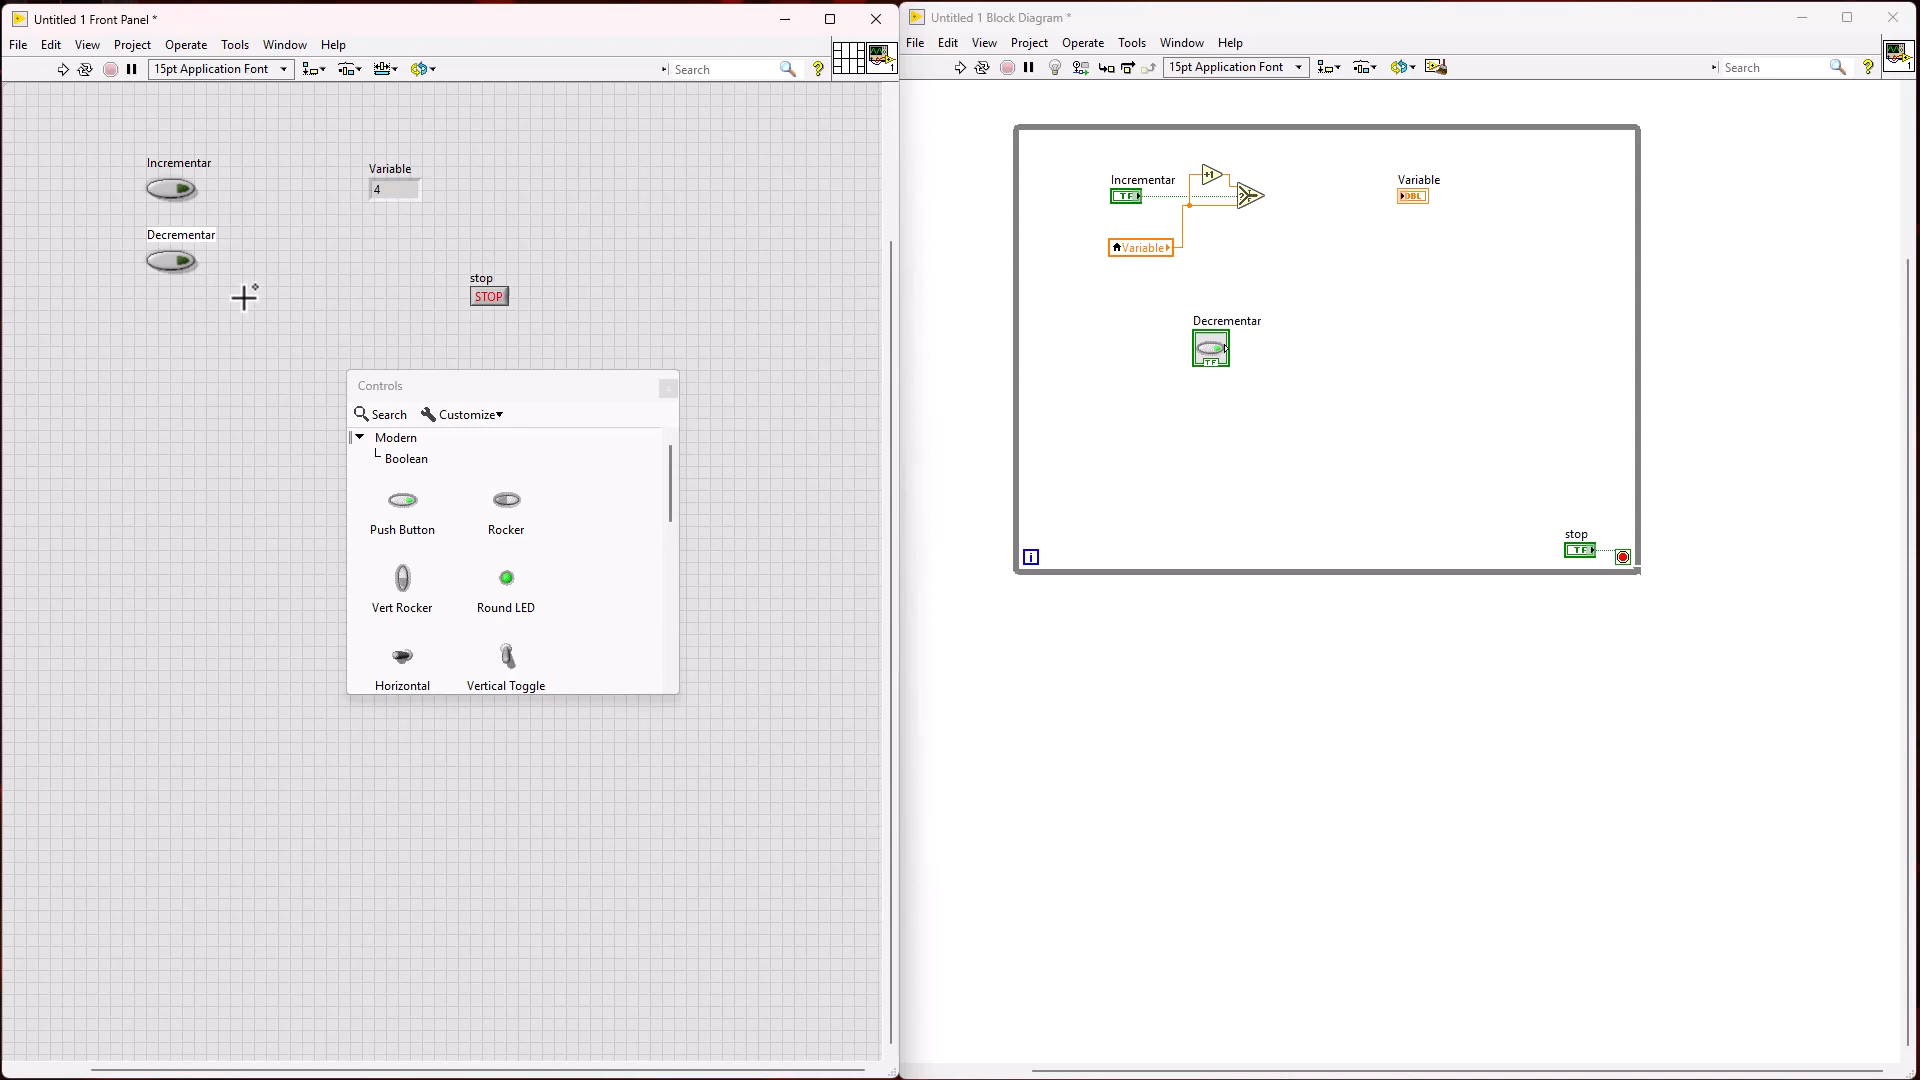 Untitled 1 Front Panel *
File Edit View Project Operate Tools Window Help
15pt Application Font
Search
?
1
Incrementar
Variable
4
Decrementar
stop
STOP
Controls
Search Customize
Modern
Boolean
Push Button Rocker
Vert Rocker Round LED
Horizontal Vertical Toggle
Untitled 1 Block Diagram *
File Edit View Project Operate Tools Window Help
15pt Application Font
Search
?
1
Incrementar
TF
+1
?
T
F
Variable
DBL
Variable
Decrementar
TF
stop
TF
i